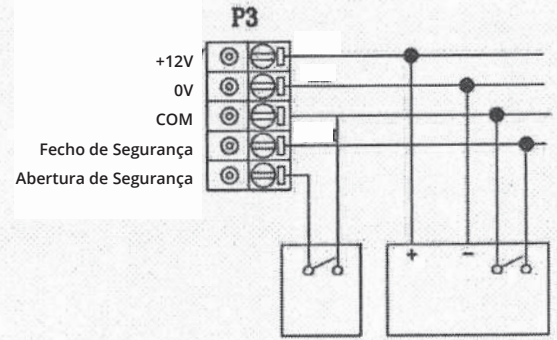 P3
+12V
0V
COM
Fecho de Segurança
Abertura de Segurança
+ −